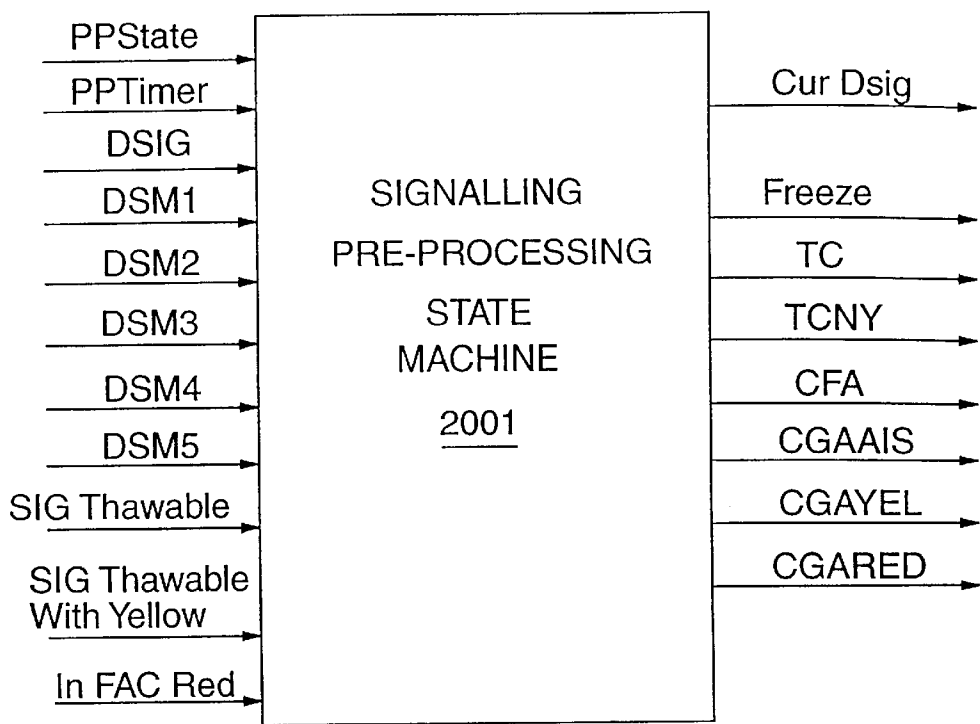 PPState
PPTimer
DSIG
DSM1
DSM2
DSM3
DSM4
DSM5
SIG Thawable
SIG Thawable
With Yellow
In FAC Red
SIGNALLING
PRE-PROCESSING
STATE
MACHINE
2001
Cur Dsig
Freeze
TC
TCNY
CFA
CGAAIS
CGAYEL
CGARED